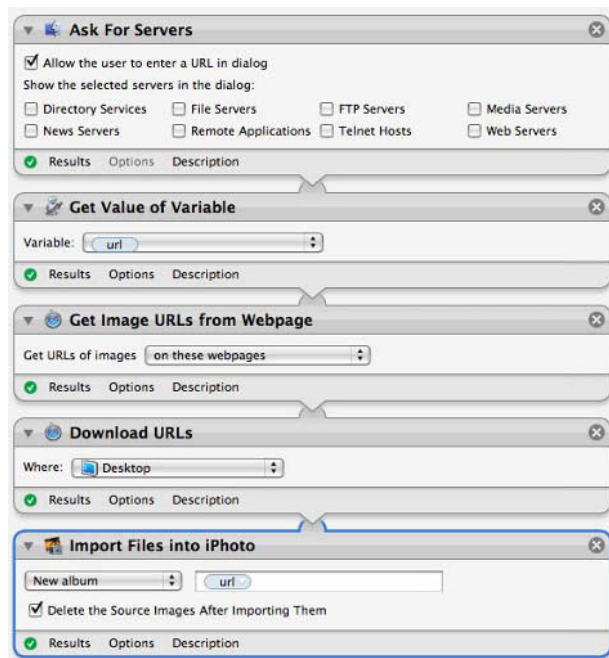 Ask For Servers
Allow the user to enter a URL in dialog
Show the selected servers in the dialog:
Directory Services File Servers FTP Servers Media Servers
News Servers Remote Applications Telnet Hosts Web Servers
Results Options Description
Get Value of Variable
Variable: url
Results Options Description
Get Image URLs from Webpage
Get URLs of images on these webpages
Results Options Description
Download URLs
Where: Desktop
Results Options Description
Import Files into iPhoto
New album url
Delete the Source Images After Importing Them
Results Options Description